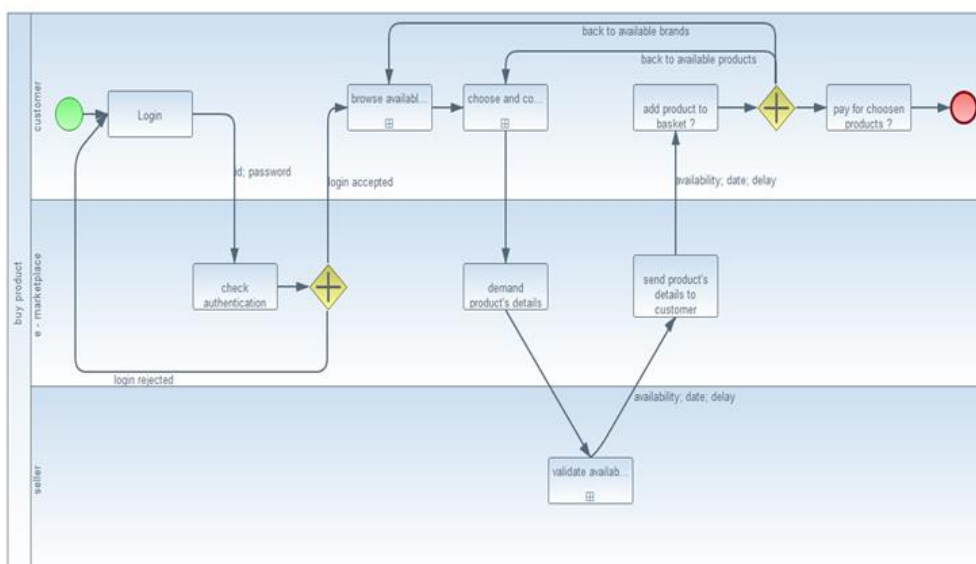 back to available brands
back to available products
customer
Login
browse availabl...
choose and co...
add product to
basket ?
pay for choosen
products ?
id; password
login accepted
availability; date; delay
buy product
e - marketplace
check
authentication
demand
product's details
send product's
details to
customer
login rejected
availability; date; delay
seller
validate availab...